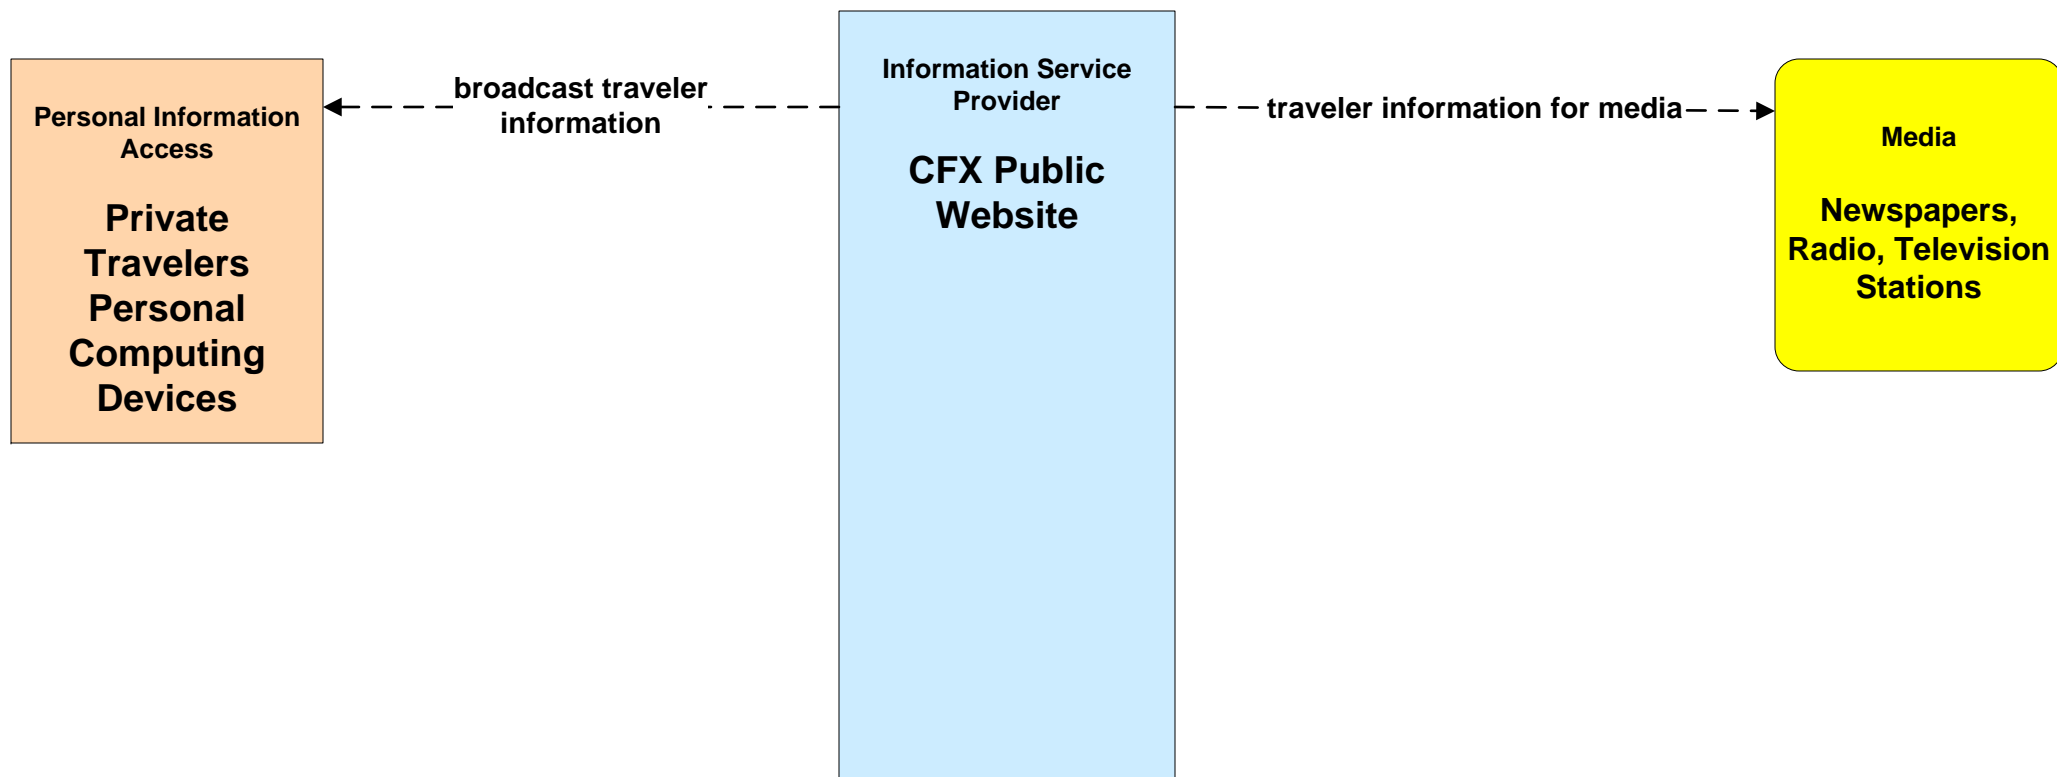 Personal Information
Access
Private
Travelers
Personal
Computing
Devices
broadcast traveler
information
Information Service
Provider
CFX Public
Website
traveler information for media
Media
Newspapers,
Radio, Television
Stations